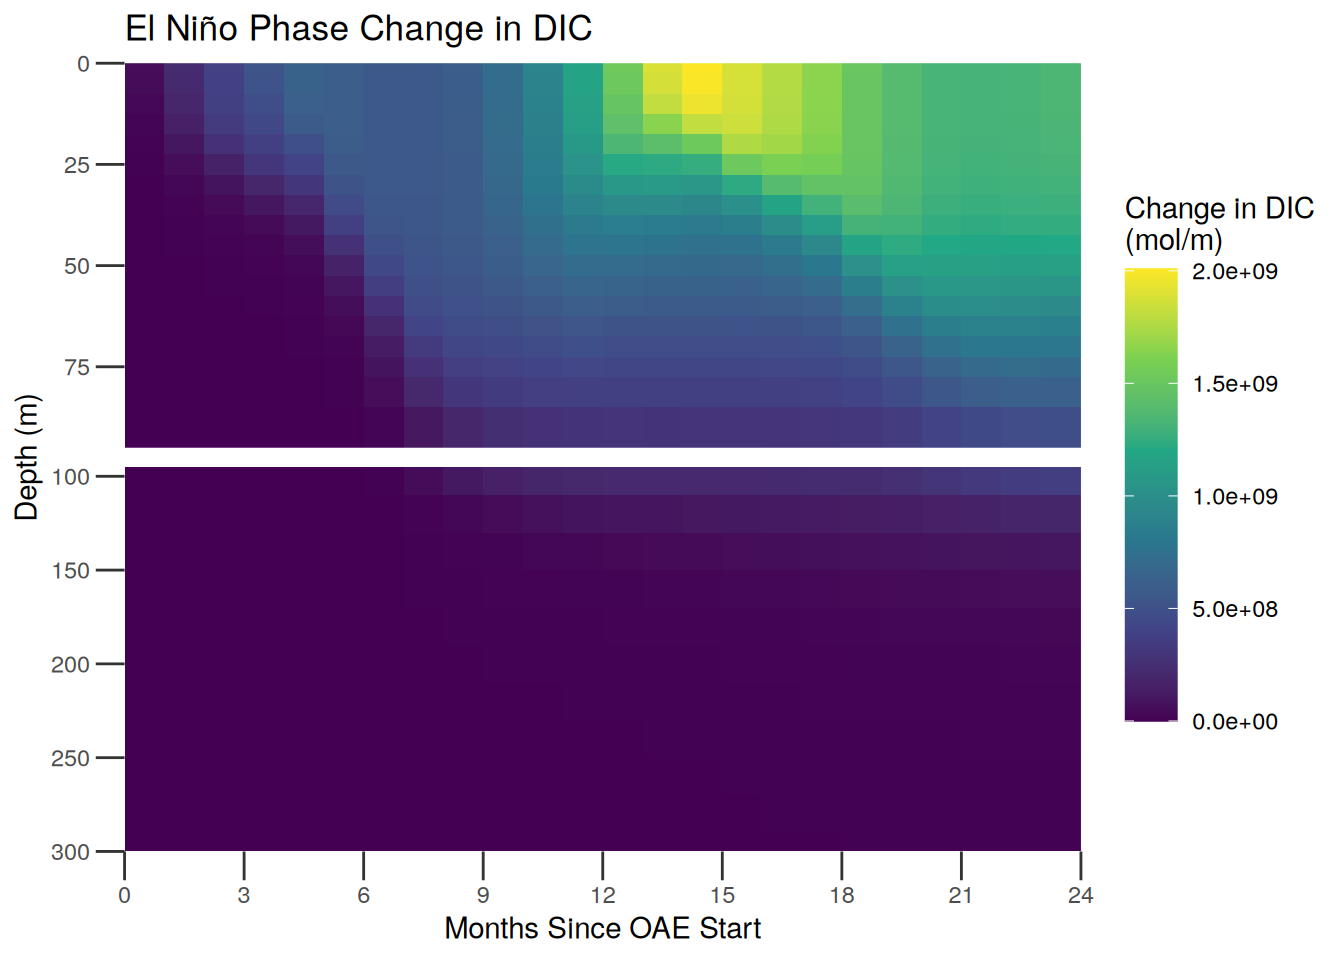 El Niño Phase Change in DIC
0
25
50
75
100
150
200
250
300
Depth (m)
0 3 6 9 12 15 18 21 24
Months Since OAE Start
Change in DIC
(mol/m)
2.0e+09
1.5e+09
1.0e+09
5.0e+08
0.0e+00